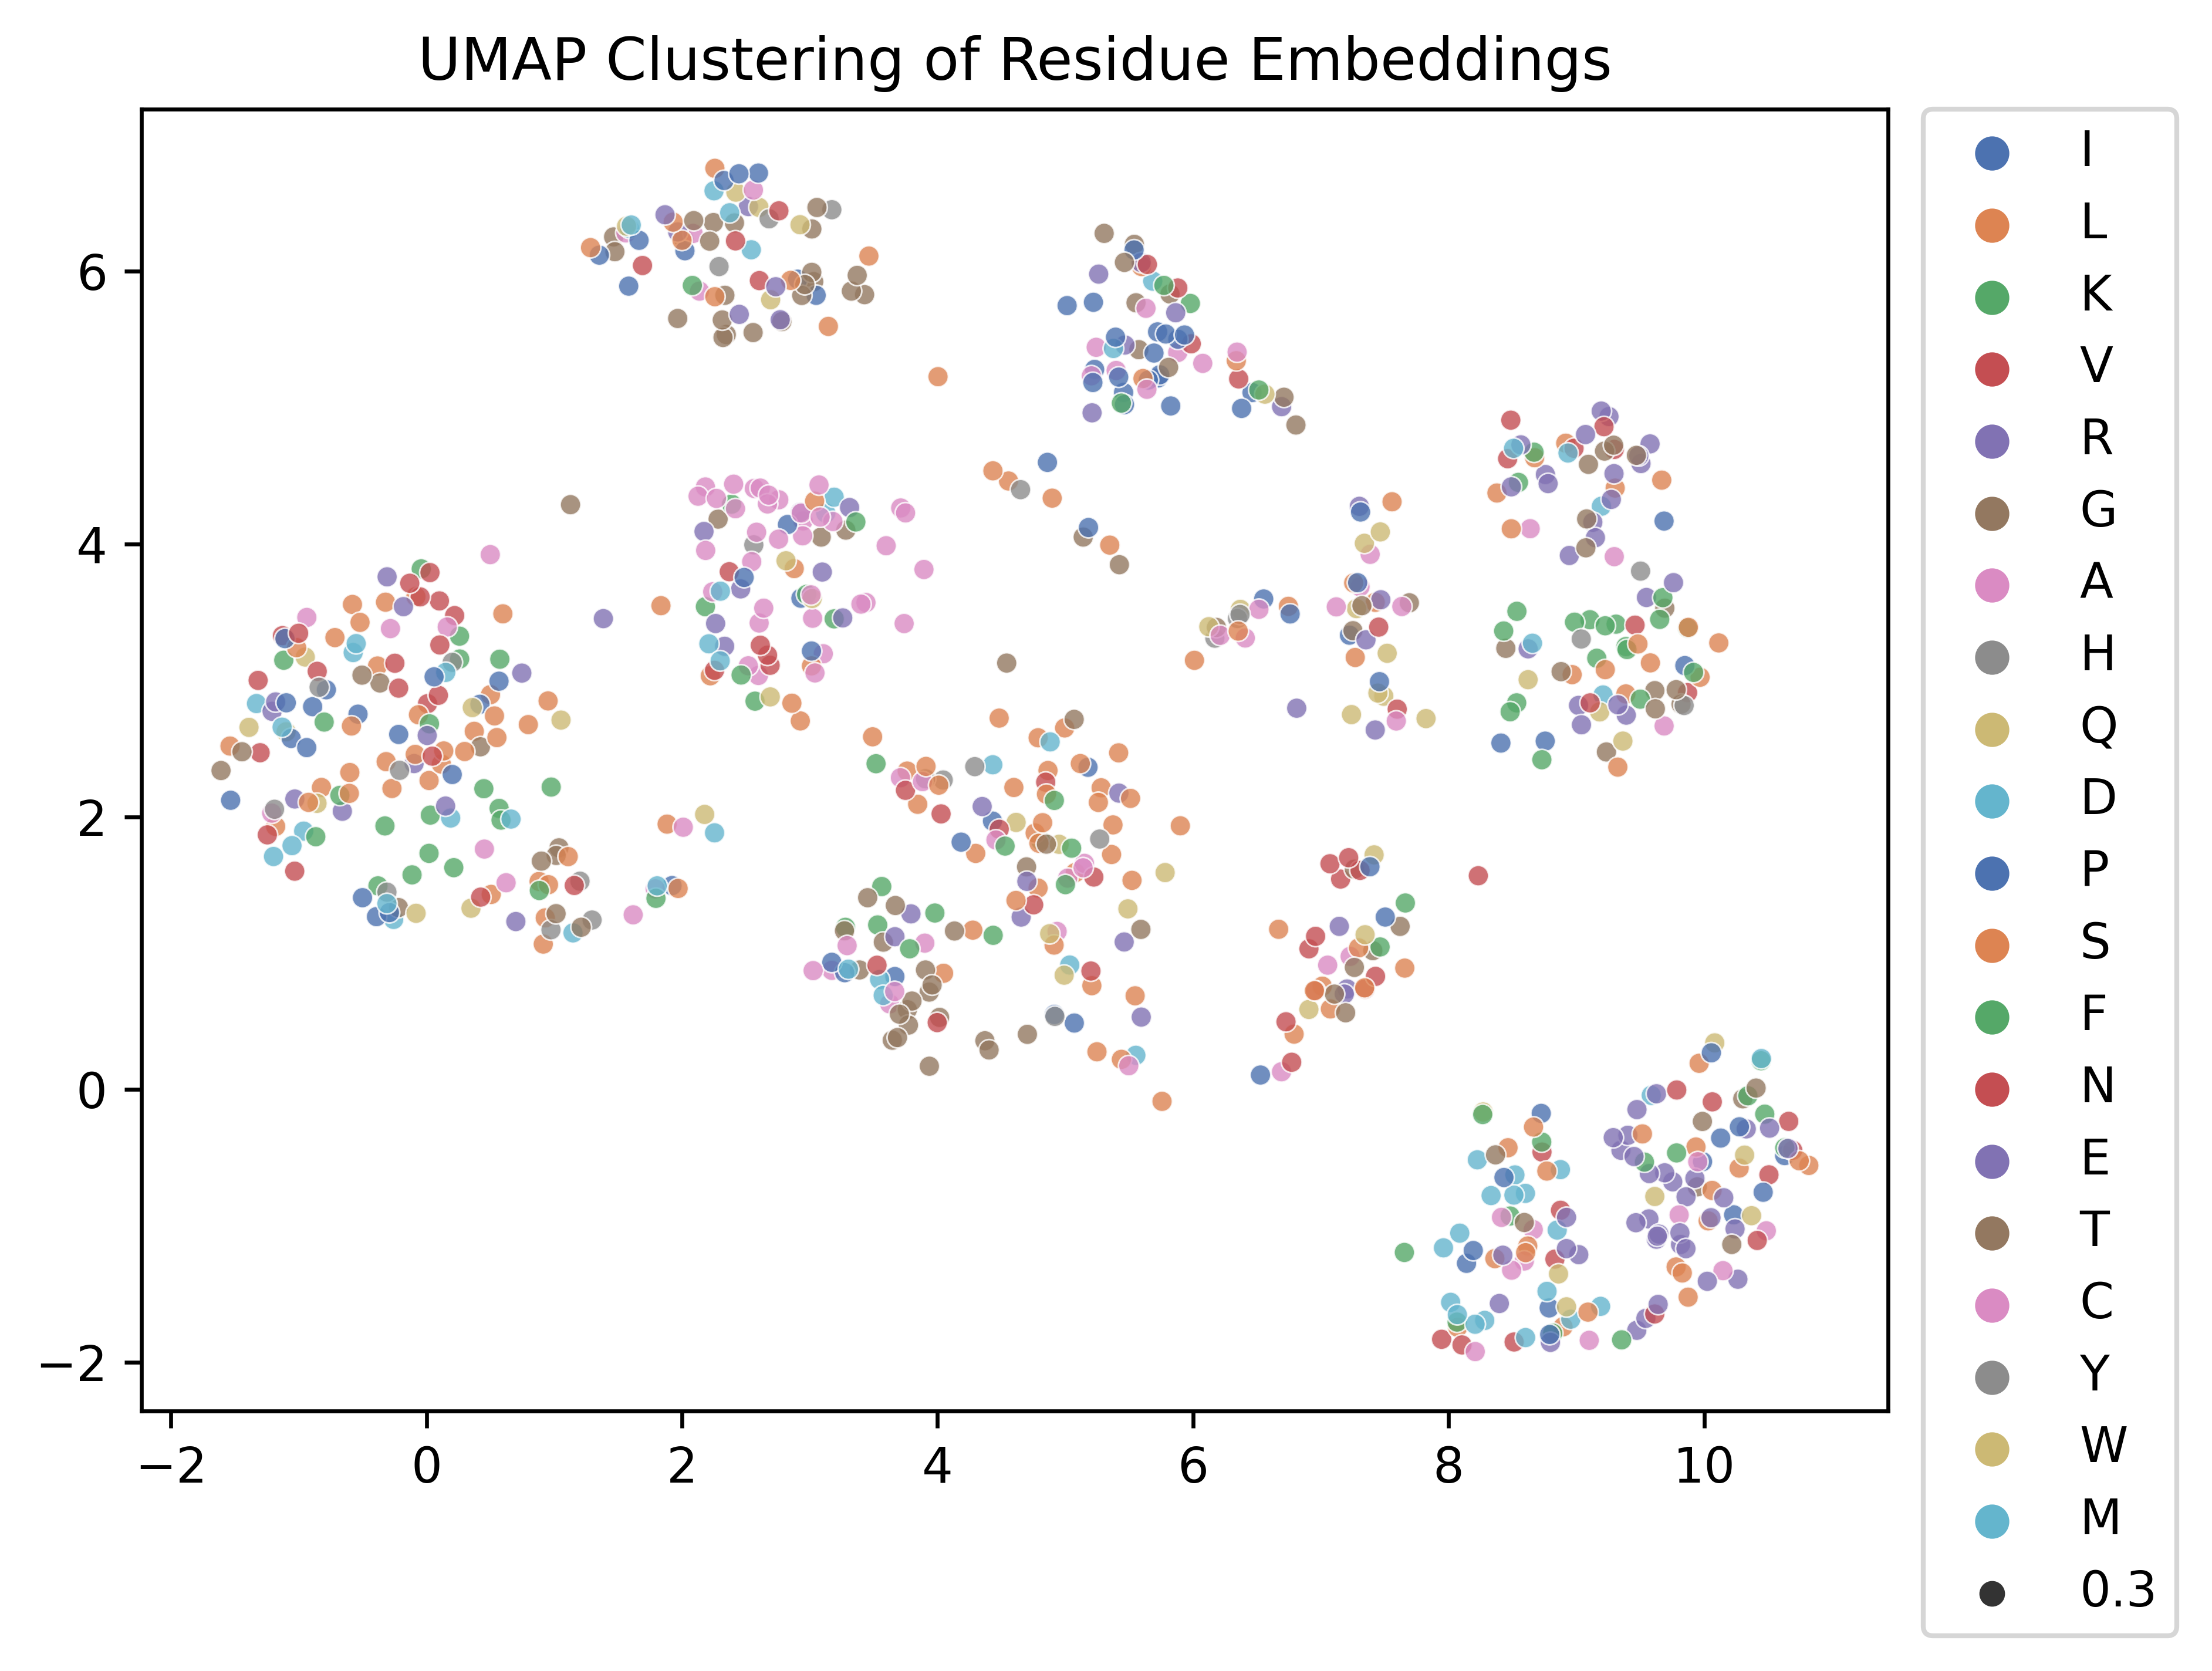 UMAP Clustering of Residue Embeddings
6
4
2
0
−2
−2 0 2 4 6 8 10
I
L
K
V
R
G
A
H
Q
D
P
S
F
N
E
T
C
Y
W
M
0.3